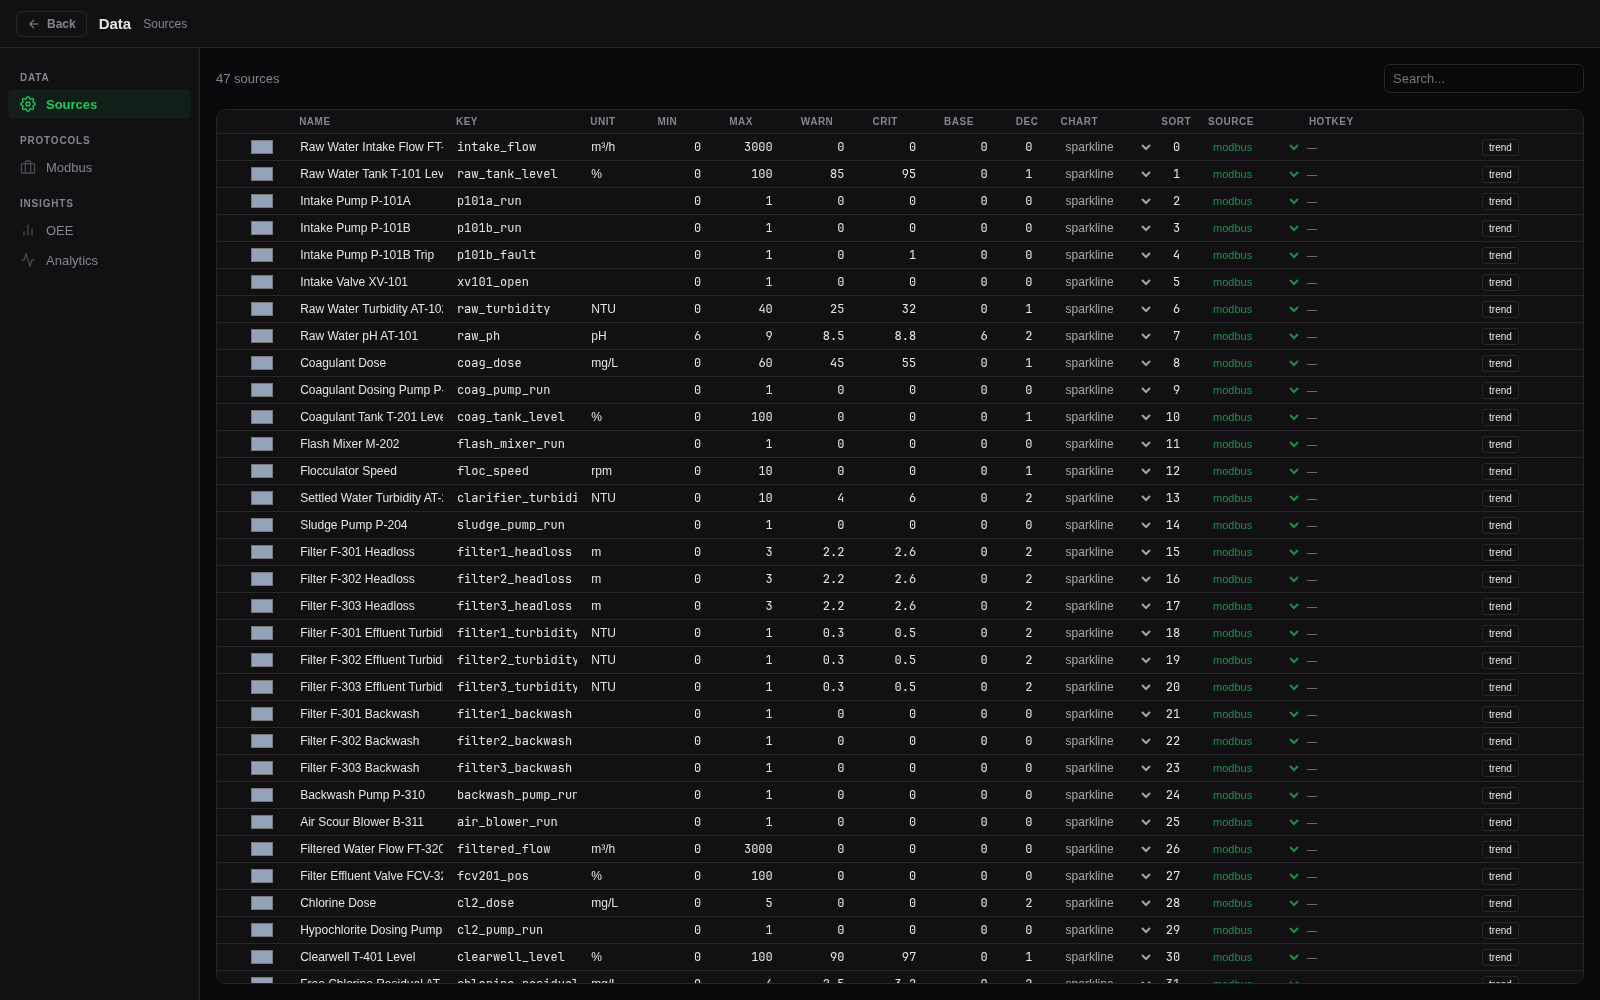 Back Data Sources
DATA
Sources
PROTOCOLS
Modbus
INSIGHTS
OEE
Analytics
47 sources
Search...
NAME KEY UNIT MIN MAX WARN CRIT BASE DEC CHART SORT SOURCE HOTKEY
Raw Water Intake Flow FT- intake_flow m³/h 0 3000 0 0 0 0 sparkline 0 modbus — trend
Raw Water Tank T-101 Lev raw_tank_level % 0 100 85 95 0 1 sparkline 1 modbus — trend
Intake Pump P-101A p101a_run 0 1 0 0 0 0 sparkline 2 modbus — trend
Intake Pump P-101B p101b_run 0 1 0 0 0 0 sparkline 3 modbus — trend
Intake Pump P-101B Trip p101b_fault 0 1 0 1 0 0 sparkline 4 modbus — trend
Intake Valve XV-101 xv101_open 0 1 0 0 0 0 sparkline 5 modbus — trend
Raw Water Turbidity AT-102 raw_turbidity NTU 0 40 25 32 0 1 sparkline 6 modbus — trend
Raw Water pH AT-101 raw_ph pH 6 9 8.5 8.8 6 2 sparkline 7 modbus — trend
Coagulant Dose coag_dose mg/L 0 60 45 55 0 1 sparkline 8 modbus — trend
Coagulant Dosing Pump P- coag_pump_run 0 1 0 0 0 0 sparkline 9 modbus — trend
Coagulant Tank T-201 Leve coag_tank_level % 0 100 0 0 0 1 sparkline 10 modbus — trend
Flash Mixer M-202 flash_mixer_run 0 1 0 0 0 0 sparkline 11 modbus — trend
Flocculator Speed floc_speed rpm 0 10 0 0 0 1 sparkline 12 modbus — trend
Settled Water Turbidity AT- clarifier_turbidi NTU 0 10 4 6 0 2 sparkline 13 modbus — trend
Sludge Pump P-204 sludge_pump_run 0 1 0 0 0 0 sparkline 14 modbus — trend
Filter F-301 Headloss filter1_headloss m 0 3 2.2 2.6 0 2 sparkline 15 modbus — trend
Filter F-302 Headloss filter2_headloss m 0 3 2.2 2.6 0 2 sparkline 16 modbus — trend
Filter F-303 Headloss filter3_headloss m 0 3 2.2 2.6 0 2 sparkline 17 modbus — trend
Filter F-301 Effluent Turbidi filter1_turbidity NTU 0 1 0.3 0.5 0 2 sparkline 18 modbus — trend
Filter F-302 Effluent Turbidi filter2_turbidity NTU 0 1 0.3 0.5 0 2 sparkline 19 modbus — trend
Filter F-303 Effluent Turbidi filter3_turbidity NTU 0 1 0.3 0.5 0 2 sparkline 20 modbus — trend
Filter F-301 Backwash filter1_backwash 0 1 0 0 0 0 sparkline 21 modbus — trend
Filter F-302 Backwash filter2_backwash 0 1 0 0 0 0 sparkline 22 modbus — trend
Filter F-303 Backwash filter3_backwash 0 1 0 0 0 0 sparkline 23 modbus — trend
Backwash Pump P-310 backwash_pump_run 0 1 0 0 0 0 sparkline 24 modbus — trend
Air Scour Blower B-311 air_blower_run 0 1 0 0 0 0 sparkline 25 modbus — trend
Filtered Water Flow FT-320 filtered_flow m³/h 0 3000 0 0 0 0 sparkline 26 modbus — trend
Filter Effluent Valve FCV-32 fcv201_pos % 0 100 0 0 0 0 sparkline 27 modbus — trend
Chlorine Dose cl2_dose mg/L 0 5 0 0 0 2 sparkline 28 modbus — trend
Hypochlorite Dosing Pump cl2_pump_run 0 1 0 0 0 0 sparkline 29 modbus — trend
Clearwell T-401 Level clearwell_level % 0 100 90 97 0 1 sparkline 30 modbus — trend
Free Chlorine Residual AT- chlorine_residual mg/L sparkline 31 modbus — trend